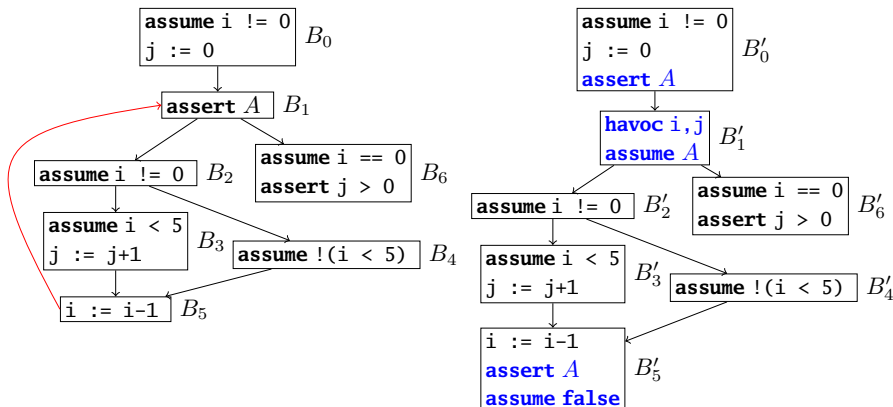 assume i != 0
j := 0
B₀
assert A
B₁
assume i != 0
B₂
assume i == 0
assert j > 0
B₆
assume i < 5
j := j+1
B₃
assume !(i < 5)
B₄
i := i-1
B₅
assume i != 0
j := 0
assert A
B′₀
havoc i,j
assume A
B′₁
assume i != 0
B′₂
assume i == 0
assert j > 0
B′₆
assume i < 5
j := j+1
B′₃
assume !(i < 5)
B′₄
i := i-1
assert A
assume false
B′₅